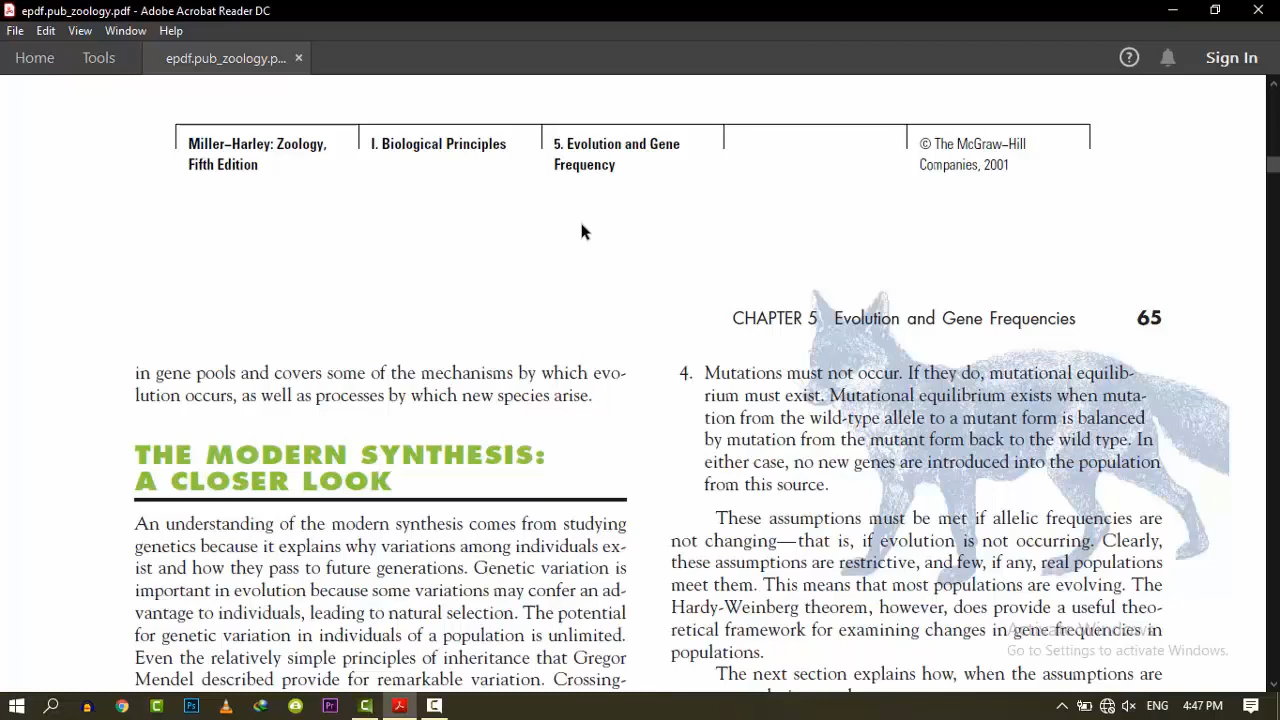 epdf.pub_zoology.pdf - Adobe Acrobat Reader DC
File Edit View Window Help
Home Tools epdf.pub_zoology.p... × ? Sign In
Miller–Harley: Zoology,
Fifth Edition
I. Biological Principles
5. Evolution and Gene
Frequency
© The McGraw–Hill
Companies, 2001
CHAPTER 5 Evolution and Gene Frequencies 65
in gene pools and covers some of the mechanisms by which evo-
lution occurs, as well as processes by which new species arise.
THE MODERN SYNTHESIS:
A CLOSER LOOK
An understanding of the modern synthesis comes from studying
genetics because it explains why variations among individuals ex-
ist and how they pass to future generations. Genetic variation is
important in evolution because some variations may confer an ad-
vantage to individuals, leading to natural selection. The potential
for genetic variation in individuals of a population is unlimited.
Even the relatively simple principles of inheritance that Gregor
Mendel described provide for remarkable variation. Crossing-
4. Mutations must not occur. If they do, mutational equilib-
rium must exist. Mutational equilibrium exists when muta-
tion from the wild-type allele to a mutant form is balanced
by mutation from the mutant form back to the wild type. In
either case, no new genes are introduced into the population
from this source.
These assumptions must be met if allelic frequencies are
not changing—that is, if evolution is not occurring. Clearly,
these assumptions are restrictive, and few, if any, real populations
meet them. This means that most populations are evolving. The
Hardy-Weinberg theorem, however, does provide a useful theo-
retical framework for examining changes in gene frequencies in
populations.
The next section explains how, when the assumptions are
Activate Windows
Go to Settings to activate Windows.
Ps Pr ENG 4:47 PM